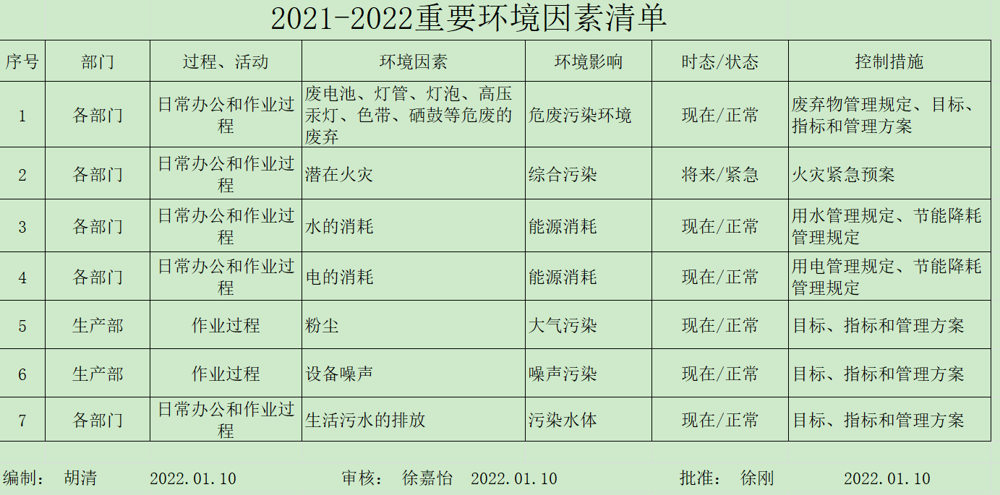 2021-2022重要环境因素清单
序号 部门 过程、活动 环境因素 环境影响 时态/状态 控制措施
1 各部门 日常办公和作业过程 废电池、灯管、灯泡、高压汞灯、色带、硒鼓等危废的废弃 危废污染环境 现在/正常 废弃物管理规定、目标、指标和管理方案
2 各部门 日常办公和作业过程 潜在火灾 综合污染 将来/紧急 火灾紧急预案
3 各部门 日常办公和作业过程 水的消耗 能源消耗 现在/正常 用水管理规定、节能降耗管理规定
4 各部门 日常办公和作业过程 电的消耗 能源消耗 现在/正常 用电管理规定、节能降耗管理规定
5 生产部 作业过程 粉尘 大气污染 现在/正常 目标、指标和管理方案
6 生产部 作业过程 设备噪声 噪声污染 现在/正常 目标、指标和管理方案
7 各部门 日常办公和作业过程 生活污水的排放 污染水体 现在/正常 目标、指标和管理方案
编制： 胡清 2022.01.10 审核： 徐嘉怡 2022.01.10 批准： 徐刚 2022.01.10